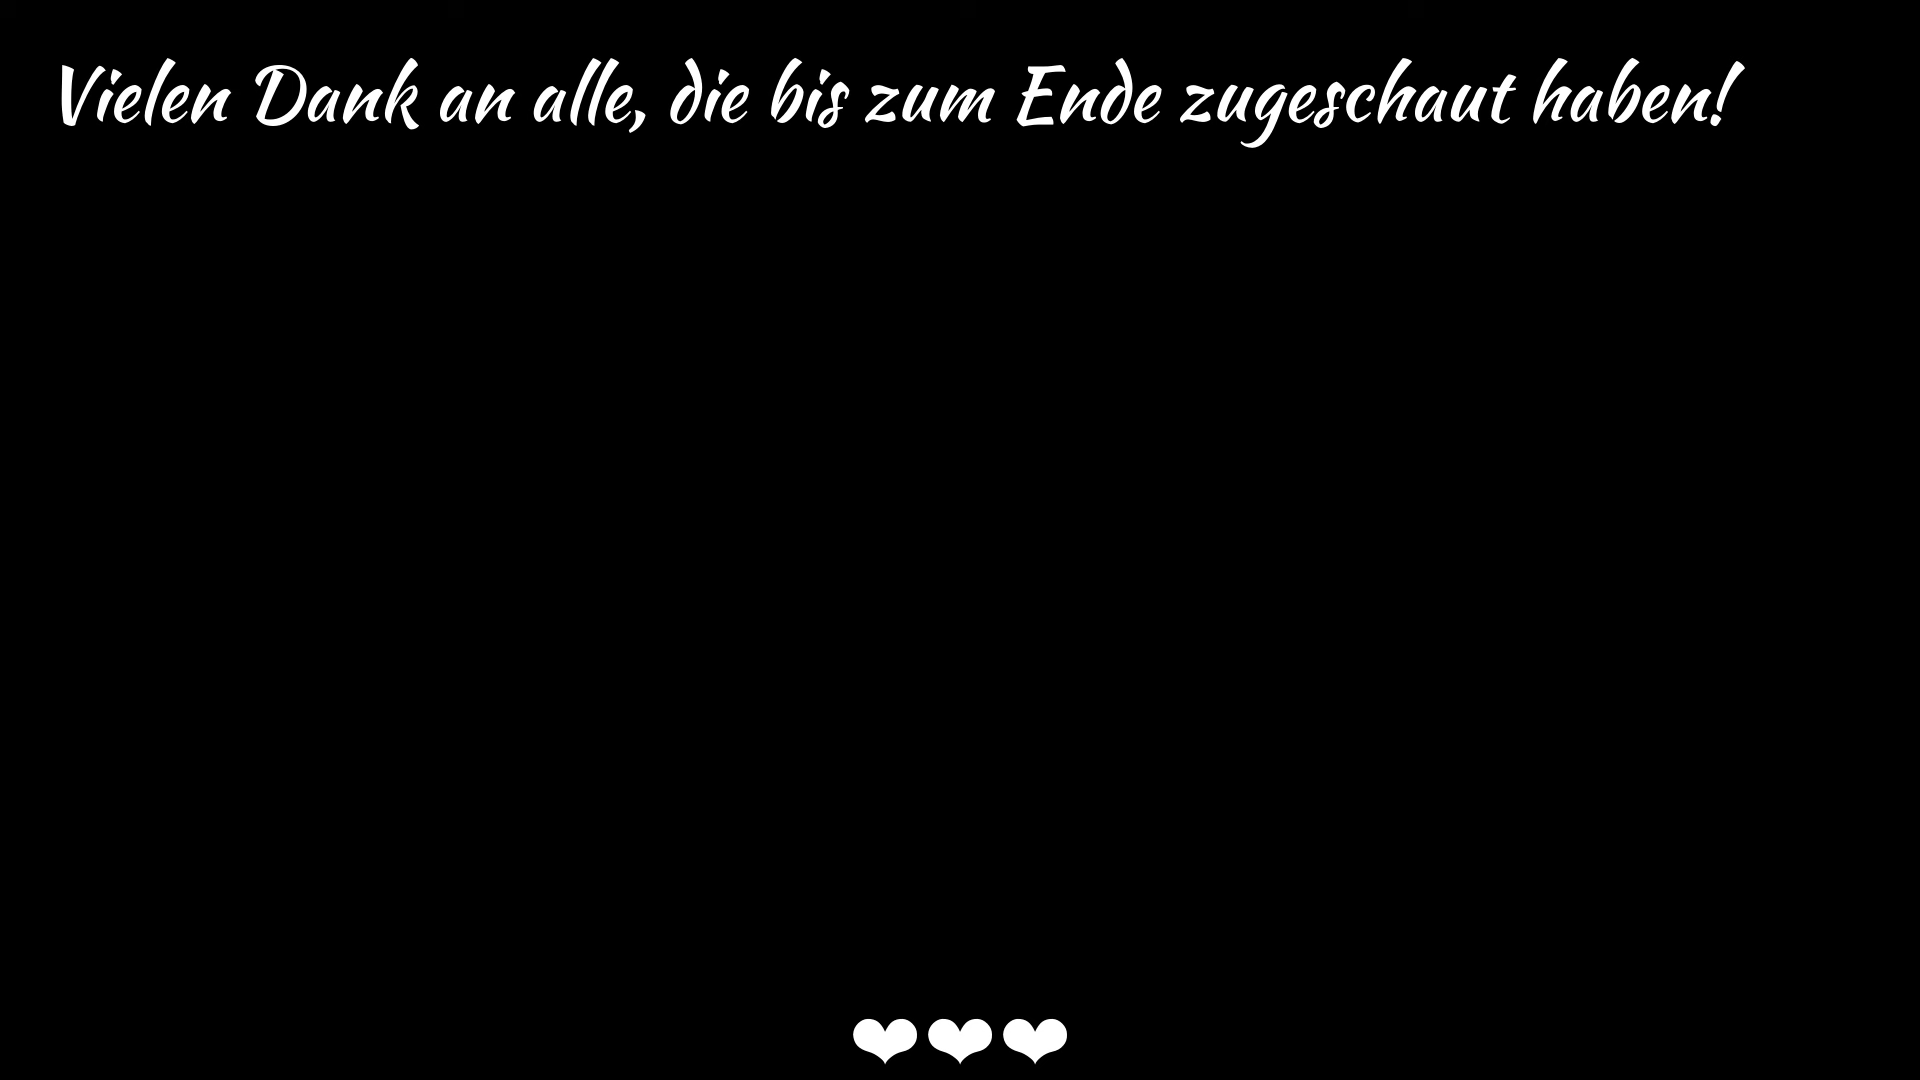 Vielen Dank an alle, die bis zum Ende zugeschaut haben!
❤❤❤